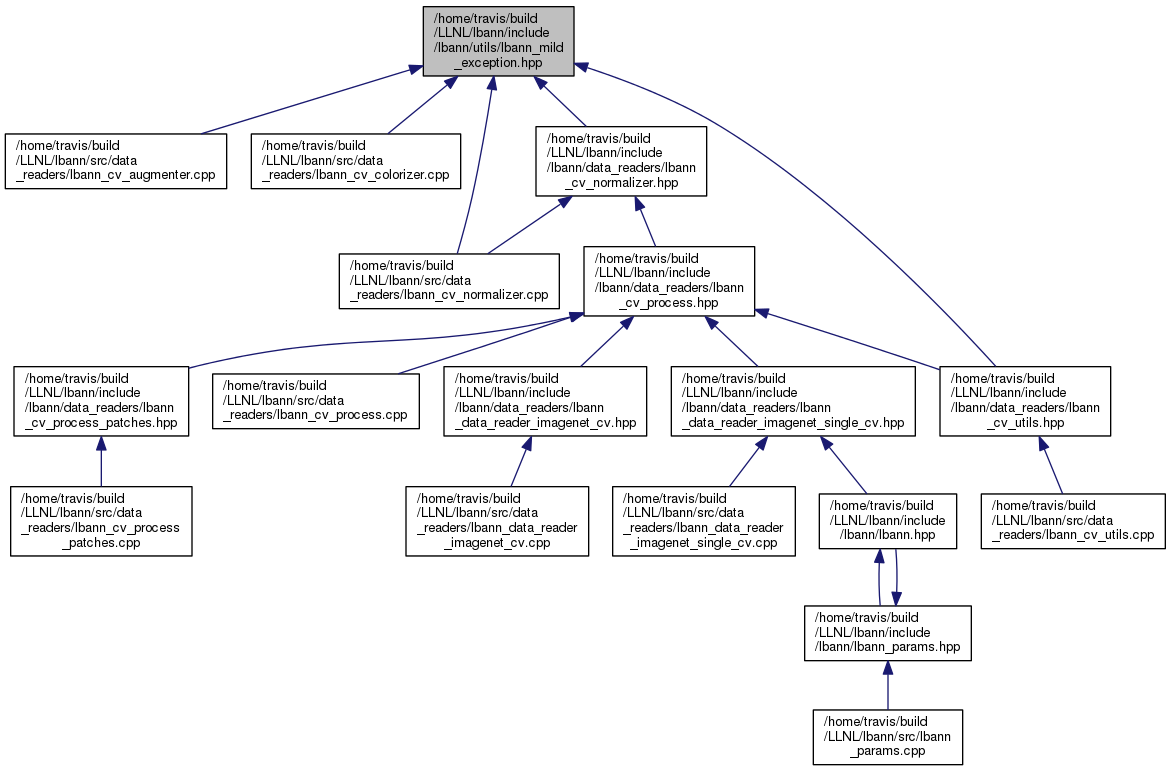 /home/travis/build
/LLNL/lbann/include
/lbann/utils/lbann_mild
_exception.hpp
/home/travis/build
/LLNL/lbann/src/data
_readers/lbann_cv_augmenter.cpp
/home/travis/build
/LLNL/lbann/src/data
_readers/lbann_cv_colorizer.cpp
/home/travis/build
/LLNL/lbann/include
/lbann/data_readers/lbann
_cv_normalizer.hpp
/home/travis/build
/LLNL/lbann/src/data
_readers/lbann_cv_normalizer.cpp
/home/travis/build
/LLNL/lbann/include
/lbann/data_readers/lbann
_cv_process.hpp
/home/travis/build
/LLNL/lbann/include
/lbann/data_readers/lbann
_cv_process_patches.hpp
/home/travis/build
/LLNL/lbann/src/data
_readers/lbann_cv_process.cpp
/home/travis/build
/LLNL/lbann/include
/lbann/data_readers/lbann
_data_reader_imagenet_cv.hpp
/home/travis/build
/LLNL/lbann/include
/lbann/data_readers/lbann
_data_reader_imagenet_single_cv.hpp
/home/travis/build
/LLNL/lbann/include
/lbann/data_readers/lbann
_cv_utils.hpp
/home/travis/build
/LLNL/lbann/src/data
_readers/lbann_cv_process
_patches.cpp
/home/travis/build
/LLNL/lbann/src/data
_readers/lbann_data_reader
_imagenet_cv.cpp
/home/travis/build
/LLNL/lbann/src/data
_readers/lbann_data_reader
_imagenet_single_cv.cpp
/home/travis/build
/LLNL/lbann/include
/lbann/lbann.hpp
/home/travis/build
/LLNL/lbann/src/data
_readers/lbann_cv_utils.cpp
/home/travis/build
/LLNL/lbann/include
/lbann/lbann_params.hpp
/home/travis/build
/LLNL/lbann/src/lbann
_params.cpp